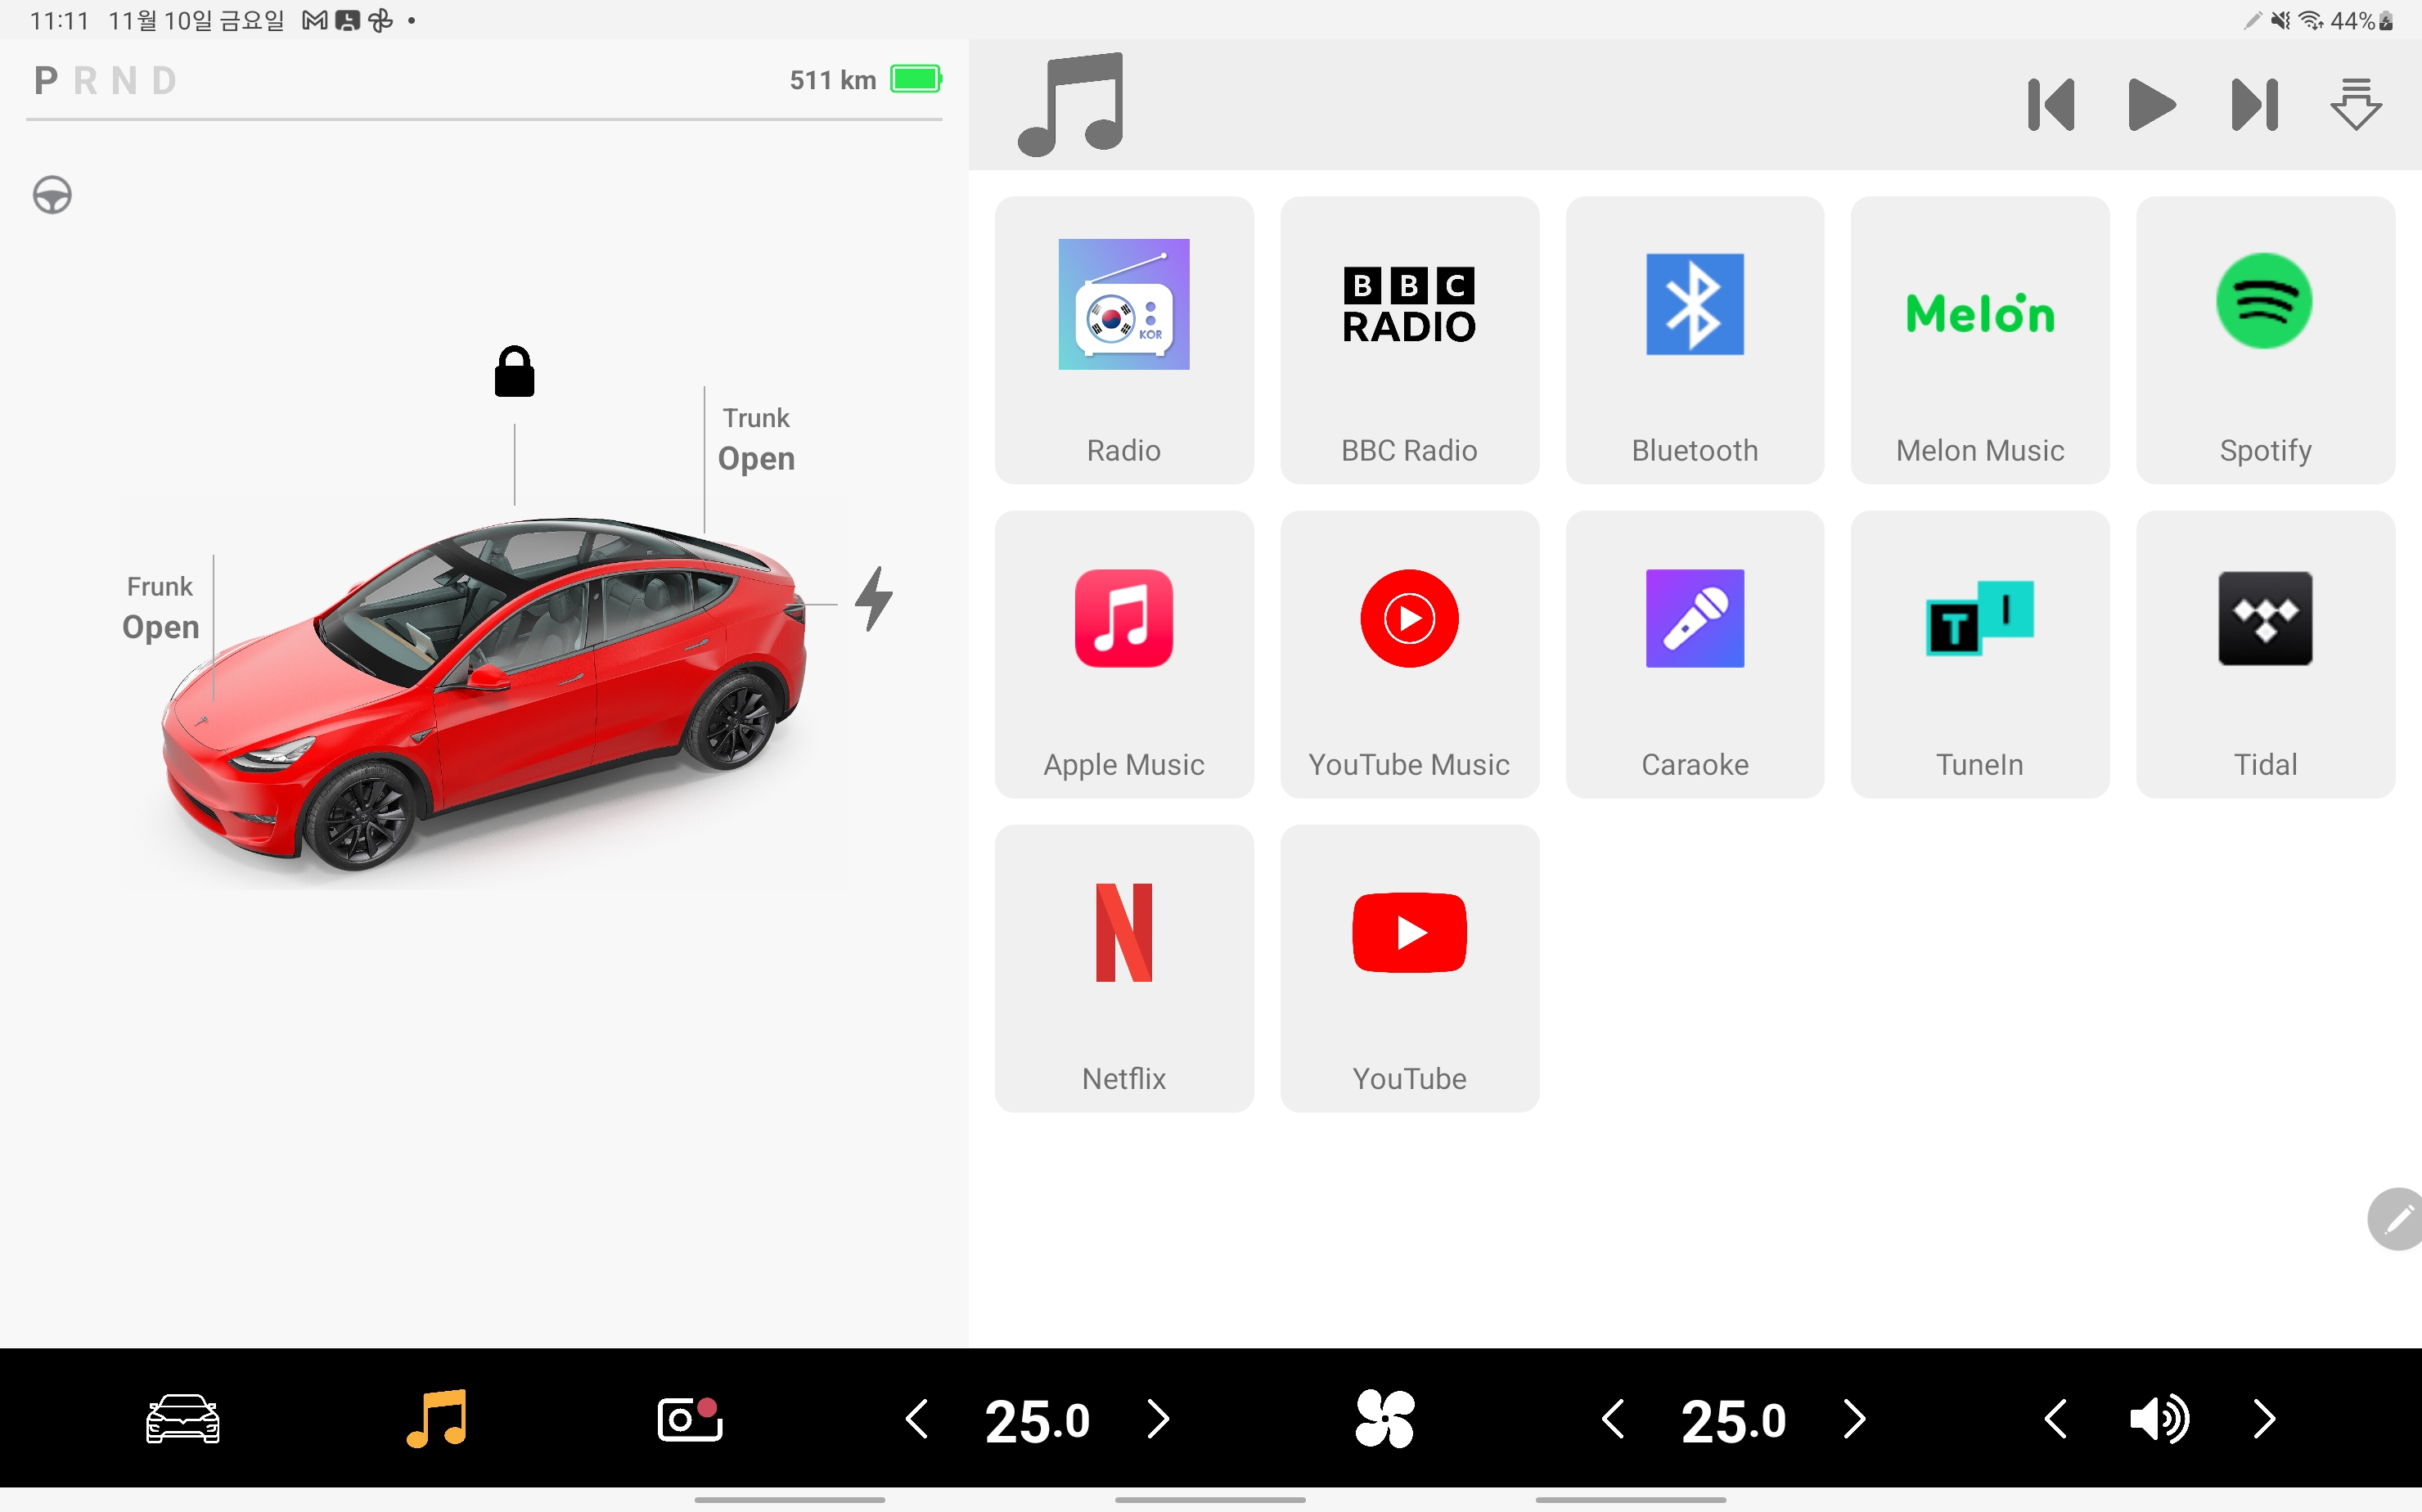 11:11 11월 10일 금요일
44%
P R N D
511 km
Trunk
Open
Frunk
Open
KOR
BBC
RADIO
Melon
Radio
BBC Radio
Bluetooth
Melon Music
Spotify
T I
Apple Music
YouTube Music
Caraoke
TuneIn
Tidal
N
Netflix
YouTube
25.0
25.0